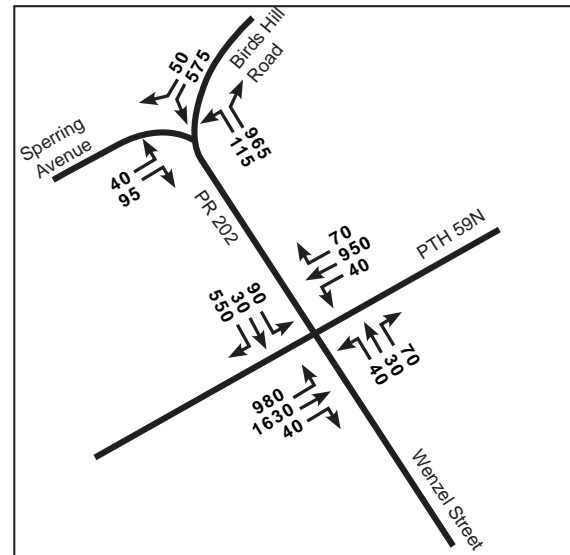 Birds Hill
Road
50
575
Sperring
Avenue
965
115
40
95
PR 202
70
950
40
PTH 59N
90
30
550
70
30
40
980
1630
40
Wenzel Street